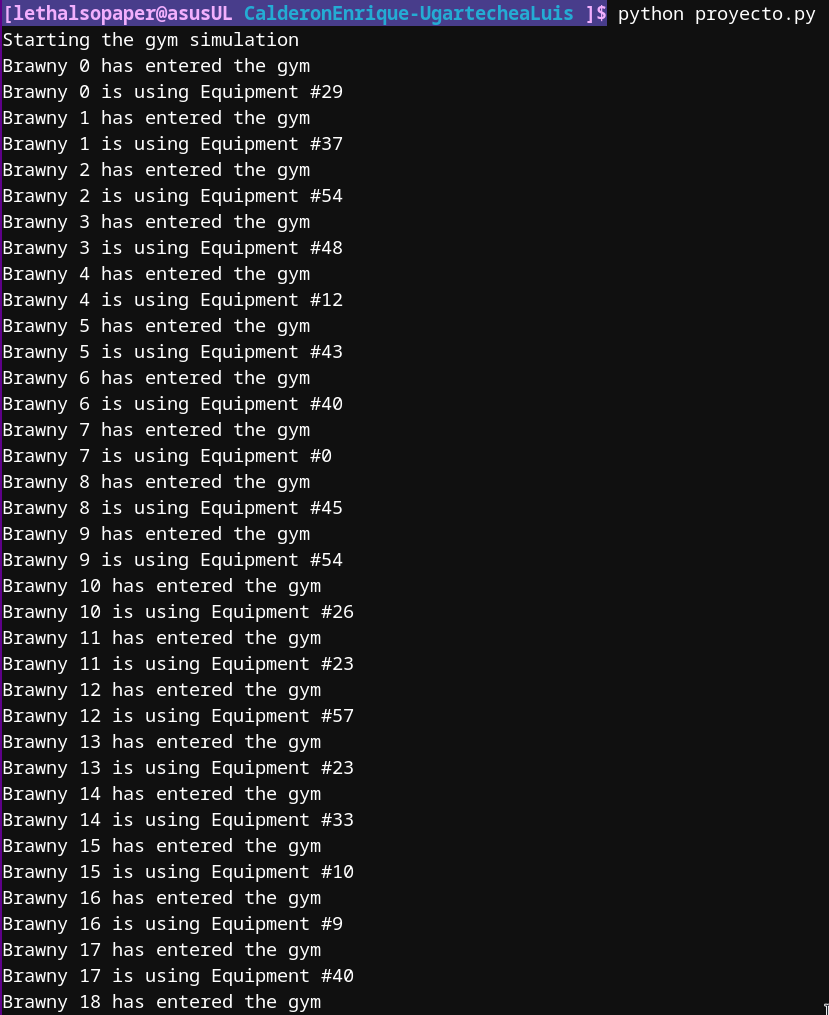 [lethalsopaper@asusUL CalderonEnrique-UgartecheaLuis ]$ python proyecto.py
Starting the gym simulation
Brawny 0 has entered the gym
Brawny 0 is using Equipment #29
Brawny 1 has entered the gym
Brawny 1 is using Equipment #37
Brawny 2 has entered the gym
Brawny 2 is using Equipment #54
Brawny 3 has entered the gym
Brawny 3 is using Equipment #48
Brawny 4 has entered the gym
Brawny 4 is using Equipment #12
Brawny 5 has entered the gym
Brawny 5 is using Equipment #43
Brawny 6 has entered the gym
Brawny 6 is using Equipment #40
Brawny 7 has entered the gym
Brawny 7 is using Equipment #0
Brawny 8 has entered the gym
Brawny 8 is using Equipment #45
Brawny 9 has entered the gym
Brawny 9 is using Equipment #54
Brawny 10 has entered the gym
Brawny 10 is using Equipment #26
Brawny 11 has entered the gym
Brawny 11 is using Equipment #23
Brawny 12 has entered the gym
Brawny 12 is using Equipment #57
Brawny 13 has entered the gym
Brawny 13 is using Equipment #23
Brawny 14 has entered the gym
Brawny 14 is using Equipment #33
Brawny 15 has entered the gym
Brawny 15 is using Equipment #10
Brawny 16 has entered the gym
Brawny 16 is using Equipment #9
Brawny 17 has entered the gym
Brawny 17 is using Equipment #40
Brawny 18 has entered the gym